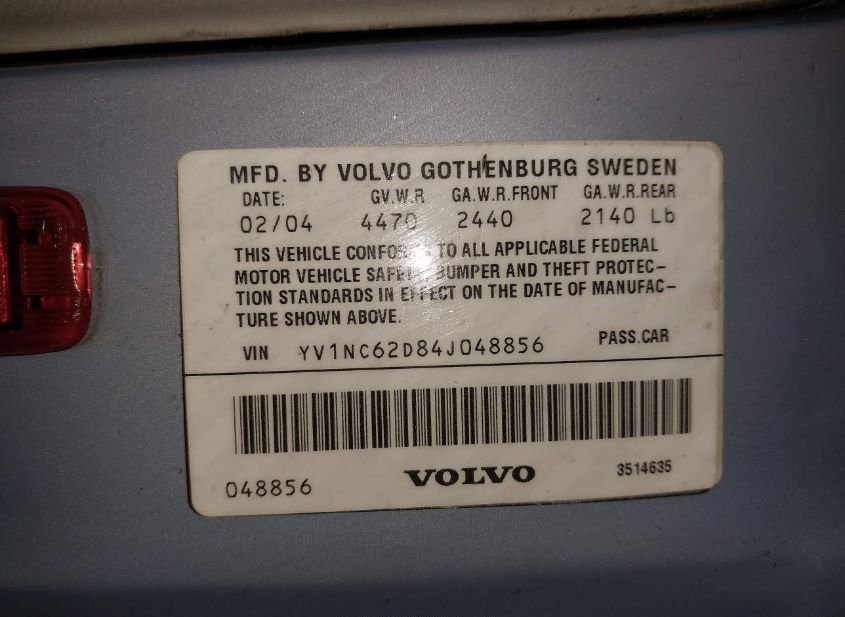 MFD. BY VOLVO GOTHENBURG SWEDEN
DATE: GV.W.R GA.W.R.FRONT GA.W.R.REAR
02/04 4470 2440 2140 Lb
THIS VEHICLE TO ALL APPLICABLE FEDERAL
MOTOR VEHICLE BUMPER AND THEFT PROTEC–
TION STANDARDS IN EFFECT ON THE DATE OF MANUFAC–
TURE SHOWN ABOVE.
VIN YV1NC62D84J048856 PASS.CAR
048856 VOLVO 3514635